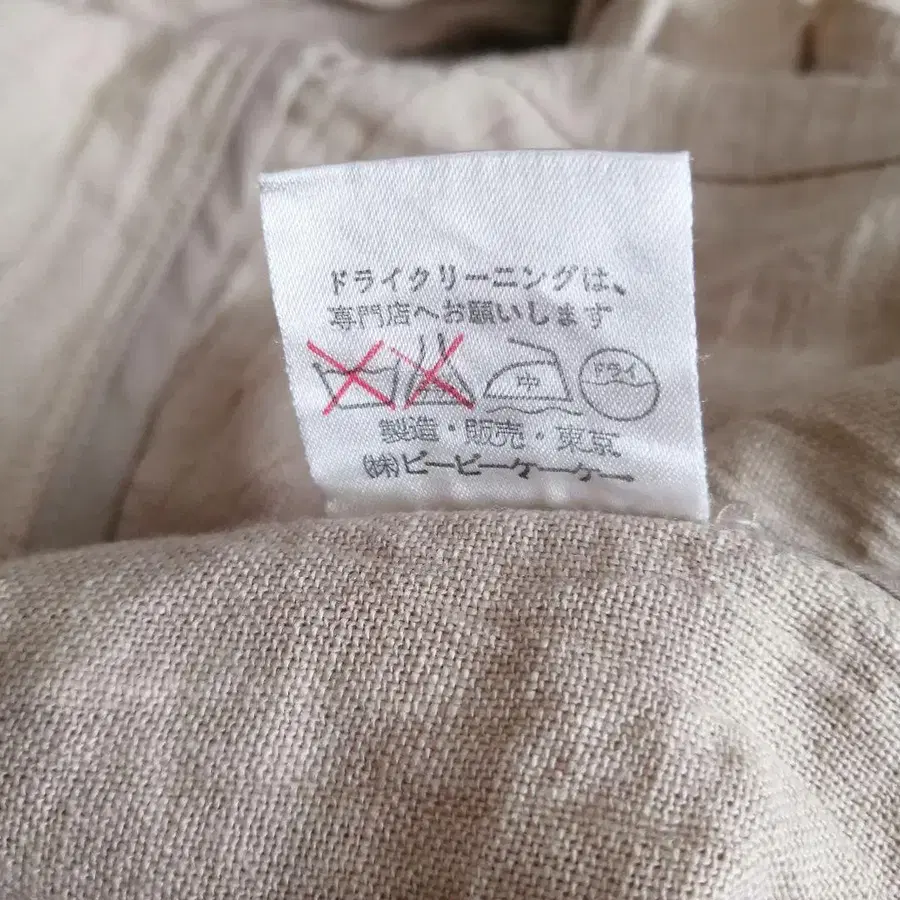 ドライクリーニングは、
専門店へお願いします
中 ドライ
製造・販売・東京
㈱ビービーケーケー